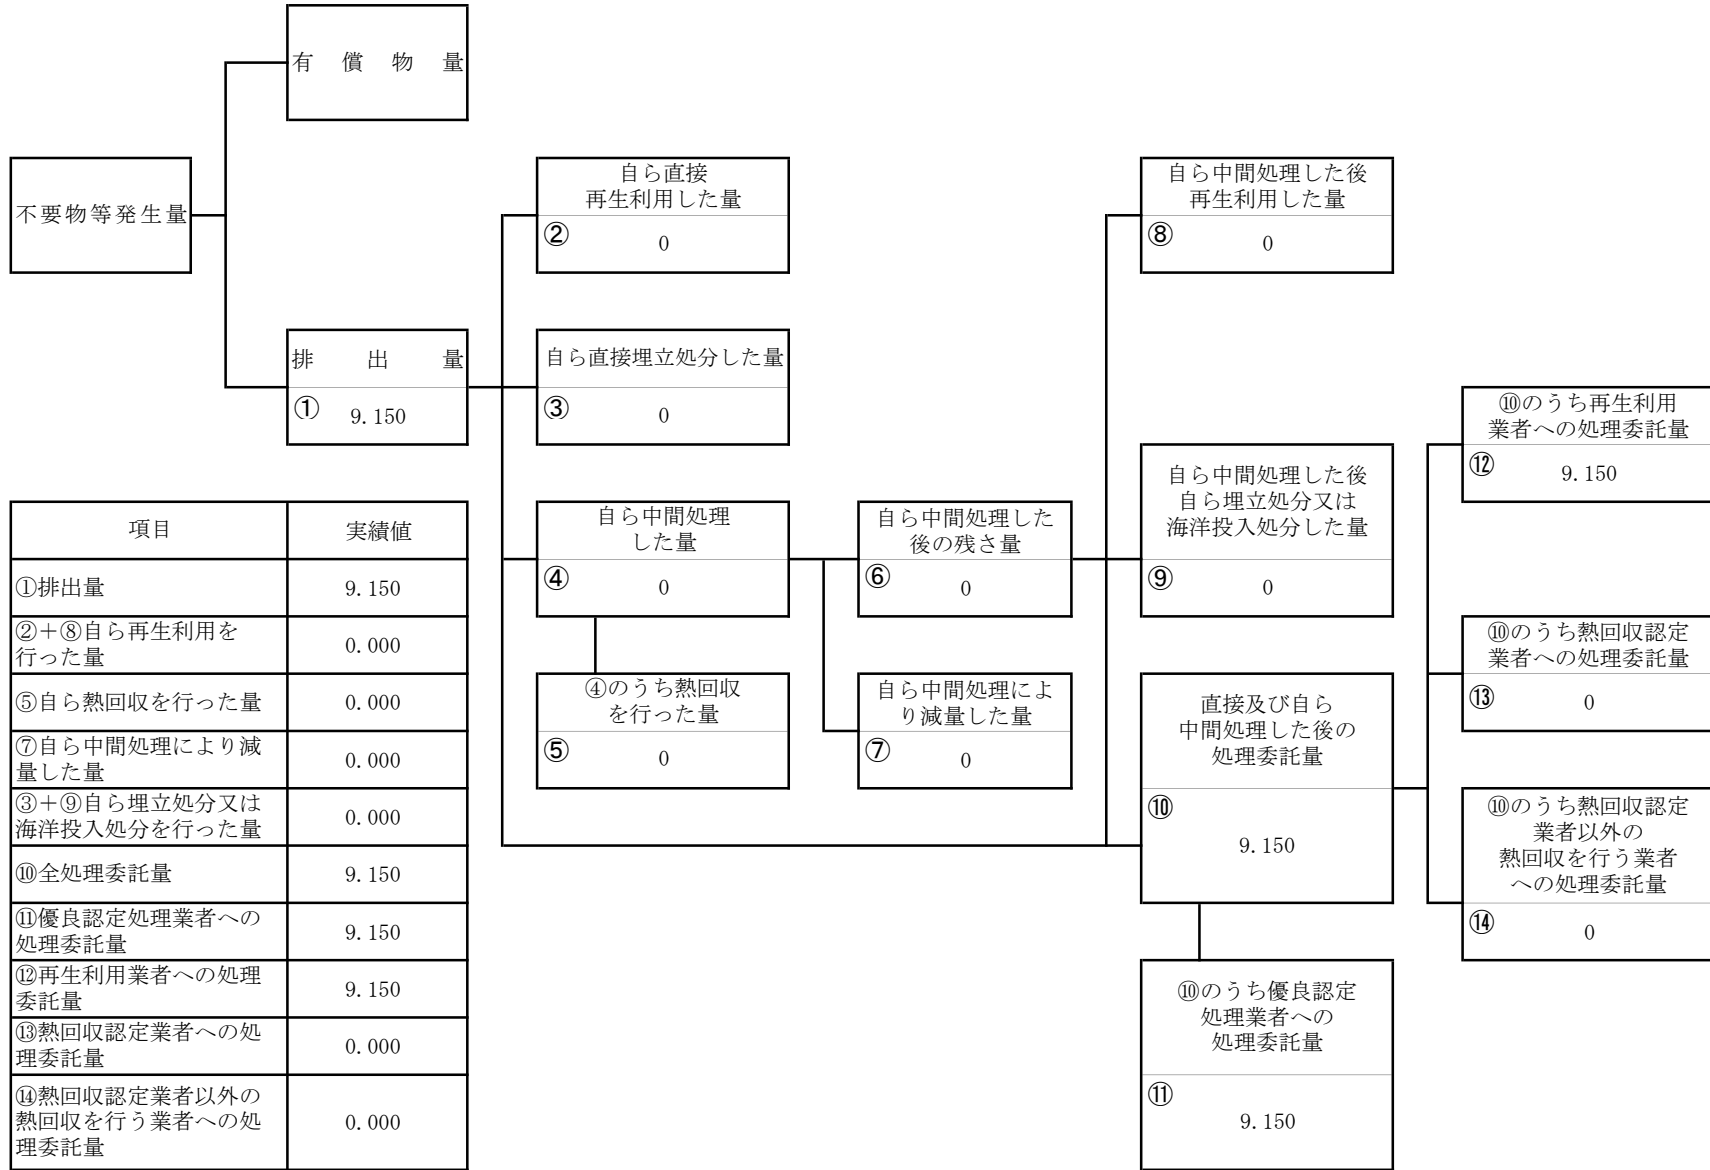 有償物量
不要物等発生量
排出量
① 9.150
自ら直接
再生利用した量
② 0
自ら直接埋立処分した量
③ 0
自ら中間処理
した量
④ 0
④のうち熱回収
を行った量
⑤ 0
自ら中間処理した
後の残さ量
⑥ 0
自ら中間処理によ
り減量した量
⑦ 0
自ら中間処理した後
再生利用した量
⑧ 0
自ら中間処理した後
自ら埋立処分又は
海洋投入処分した量
⑨ 0
直接及び自ら
中間処理した後の
処理委託量
⑩
9.150
⑩のうち優良認定
処理業者への
処理委託量
⑪
9.150
⑩のうち再生利用
業者への処理委託量
⑫ 9.150
⑩のうち熱回収認定
業者への処理委託量
⑬ 0
⑩のうち熱回収認定
業者以外の
熱回収を行う業者
への処理委託量
⑭ 0
項目 実績値
①排出量 9.150
②+⑧自ら再生利用を
行った量 0.000
⑤自ら熱回収を行った量 0.000
⑦自ら中間処理により減
量した量 0.000
③+⑨自ら埋立処分又は
海洋投入処分を行った量 0.000
⑩全処理委託量 9.150
⑪優良認定処理業者への
処理委託量 9.150
⑫再生利用業者への処理
委託量 9.150
⑬熱回収認定業者への処
理委託量 0.000
⑭熱回収認定業者以外の
熱回収を行う業者への処
理委託量 0.000